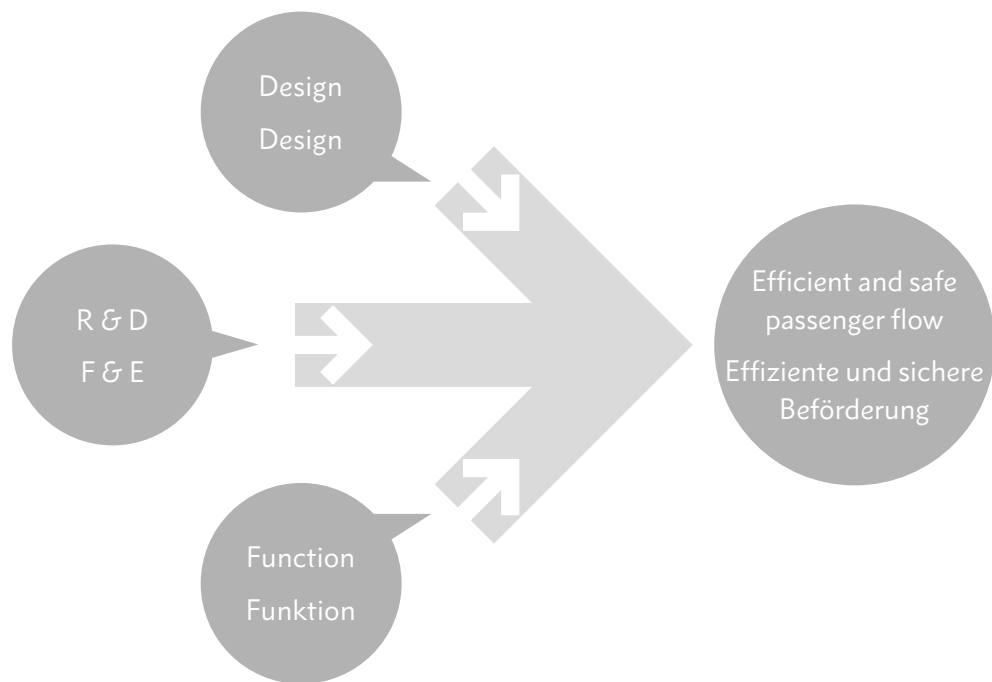 Design
Design
R & D
F & E
Function
Funktion
Efficient and safe
passenger flow
Effiziente und sichere
Beförderung